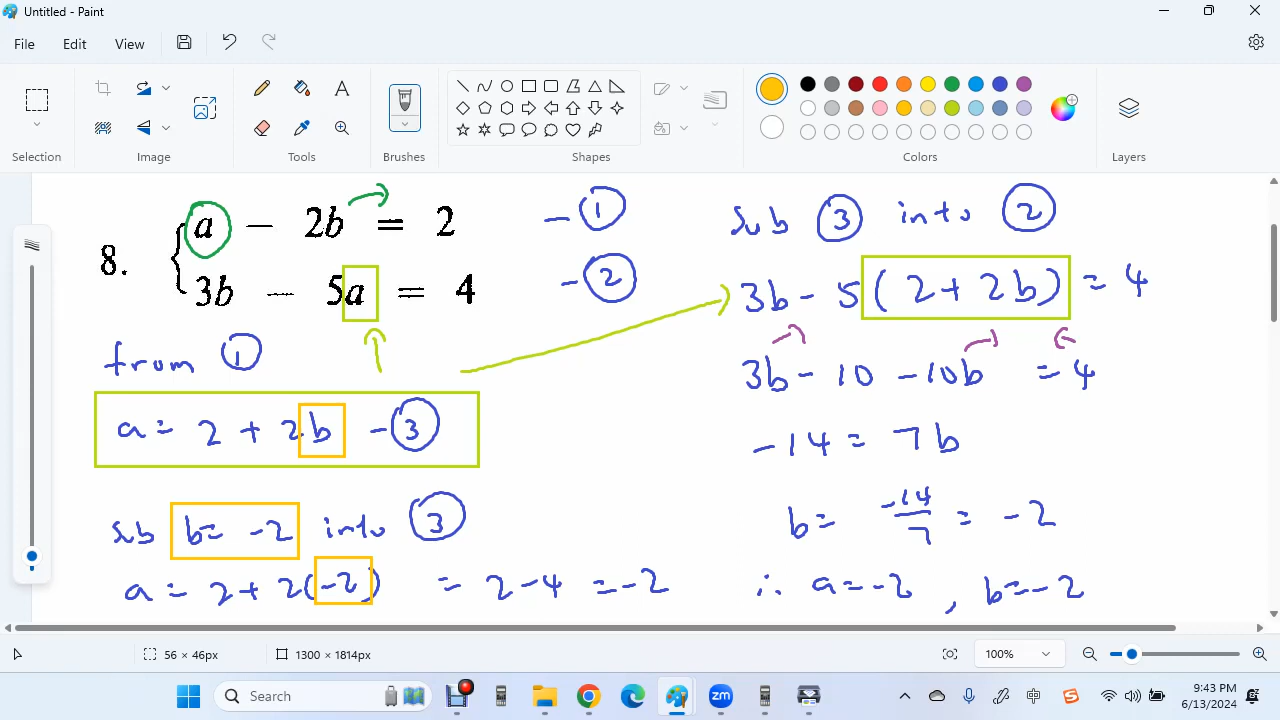 Untitled - Paint
File Edit View
Selection Image Tools Brushes Shapes Colors Layers
8. { a - 2b = 2 - ①
3b - 5a = 4 - ②
from ①
a = 2 + 2b - ③
sub b = -2 into ③
a = 2 + 2(-2) = 2 - 4 = -2
sub ③ into ②
3b - 5(2 + 2b) = 4
3b - 10 - 10b = 4
-14 = 7b
b = -14/7 = -2
∴ a = -2, b = -2
56 × 46px 1300 × 1814px 100%
Search
zm
中
9:43 PM
6/13/2024